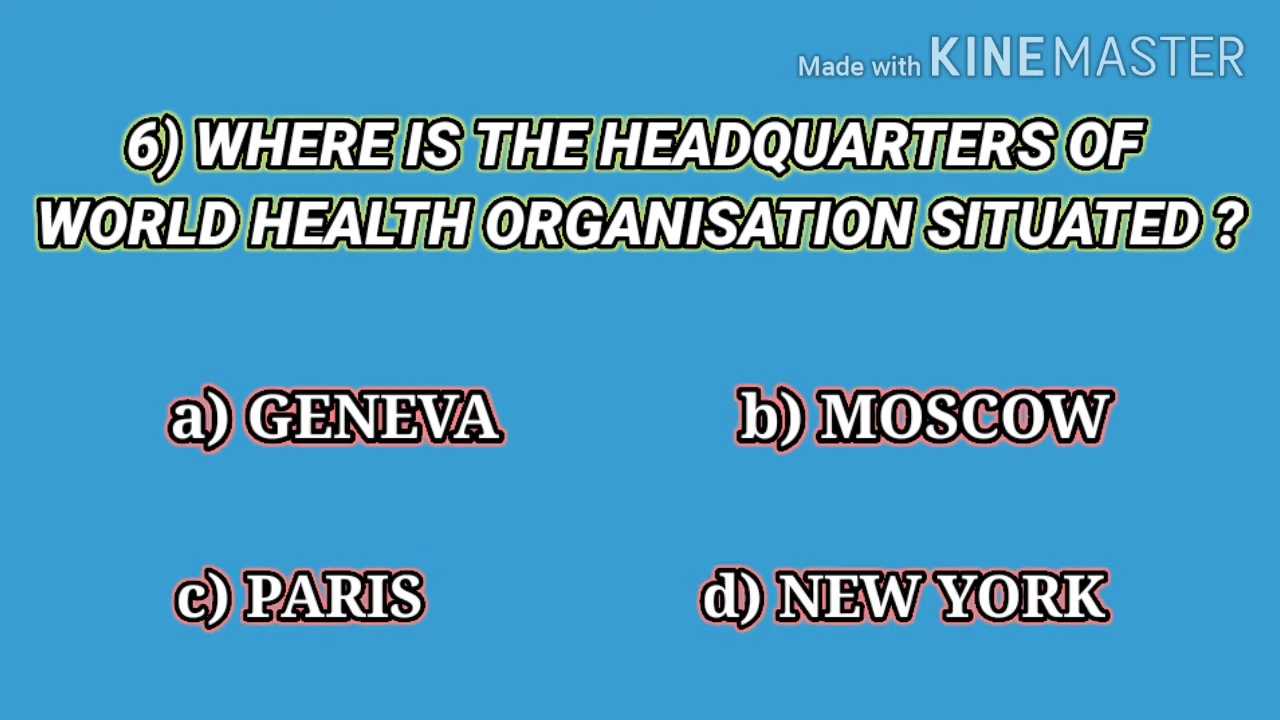 Made with KINEMASTER
6) WHERE IS THE HEADQUARTERS OF
WORLD HEALTH ORGANISATION SITUATED ?
a) GENEVA
b) MOSCOW
c) PARIS
d) NEW YORK